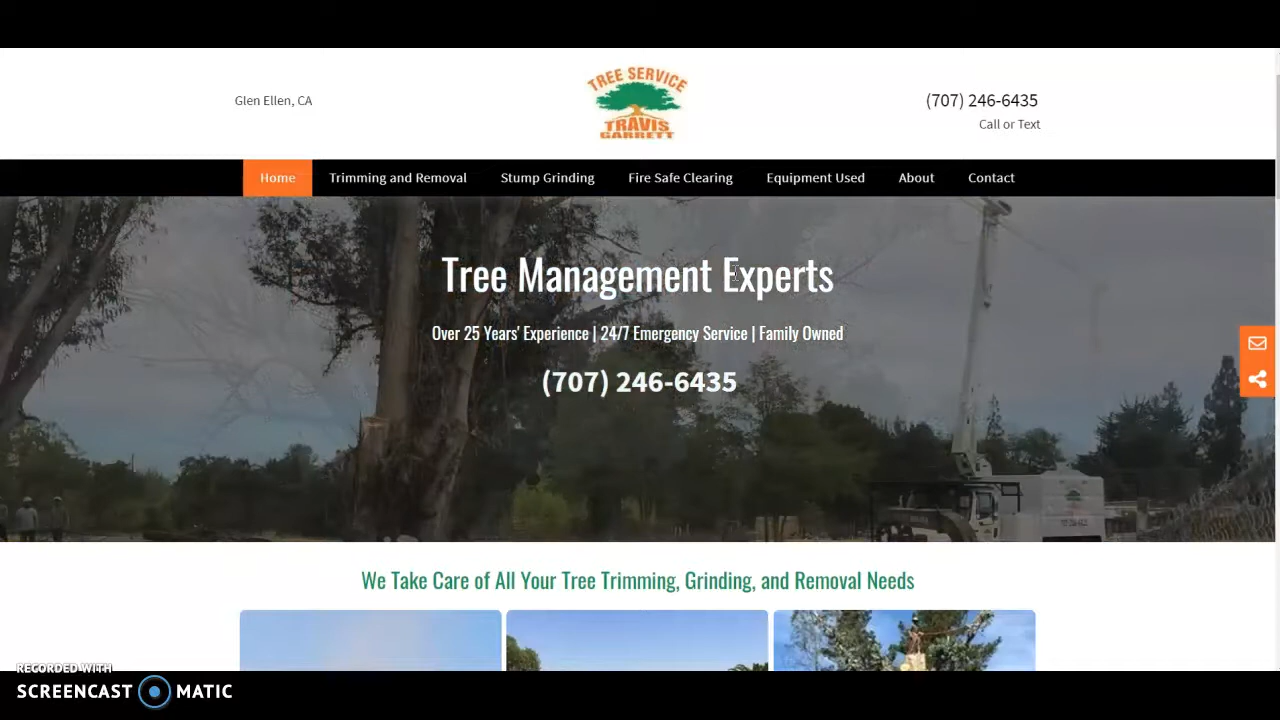 Glen Ellen, CA
TREE SERVICE
TRAVIS
GARRETT
(707) 246-6435
Call or Text
Home
Trimming and Removal
Stump Grinding
Fire Safe Clearing
Equipment Used
About
Contact
Tree Management Experts
Over 25 Years' Experience | 24/7 Emergency Service | Family Owned
(707) 246-6435
We Take Care of All Your Tree Trimming, Grinding, and Removal Needs
RECORDED WITH
SCREENCAST MATIC